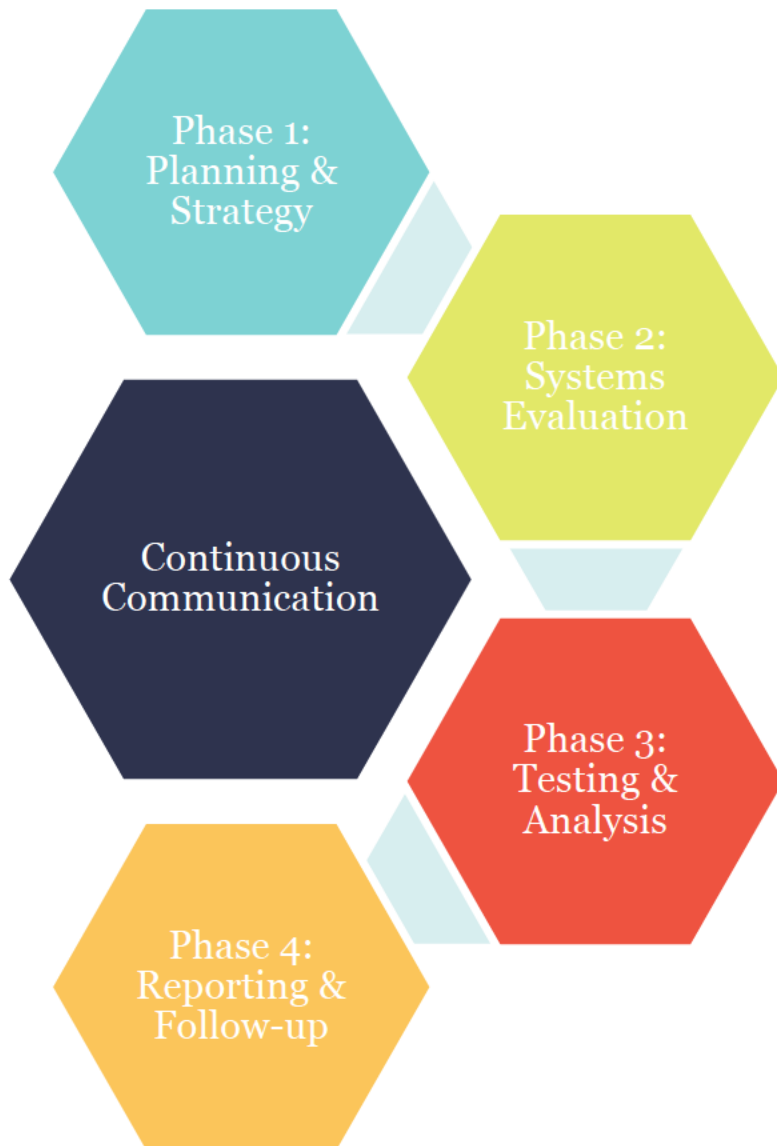 Phase 1:
Planning &
Strategy
Phase 2:
Systems
Evaluation
Continuous
Communication
Phase 3:
Testing &
Analysis
Phase 4:
Reporting &
Follow-up